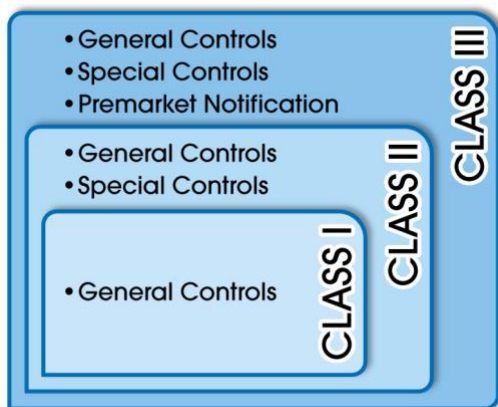 • General Controls
• Special Controls
• Premarket Notification
CLASS III
• General Controls
• Special Controls
CLASS II
• General Controls
CLASS I